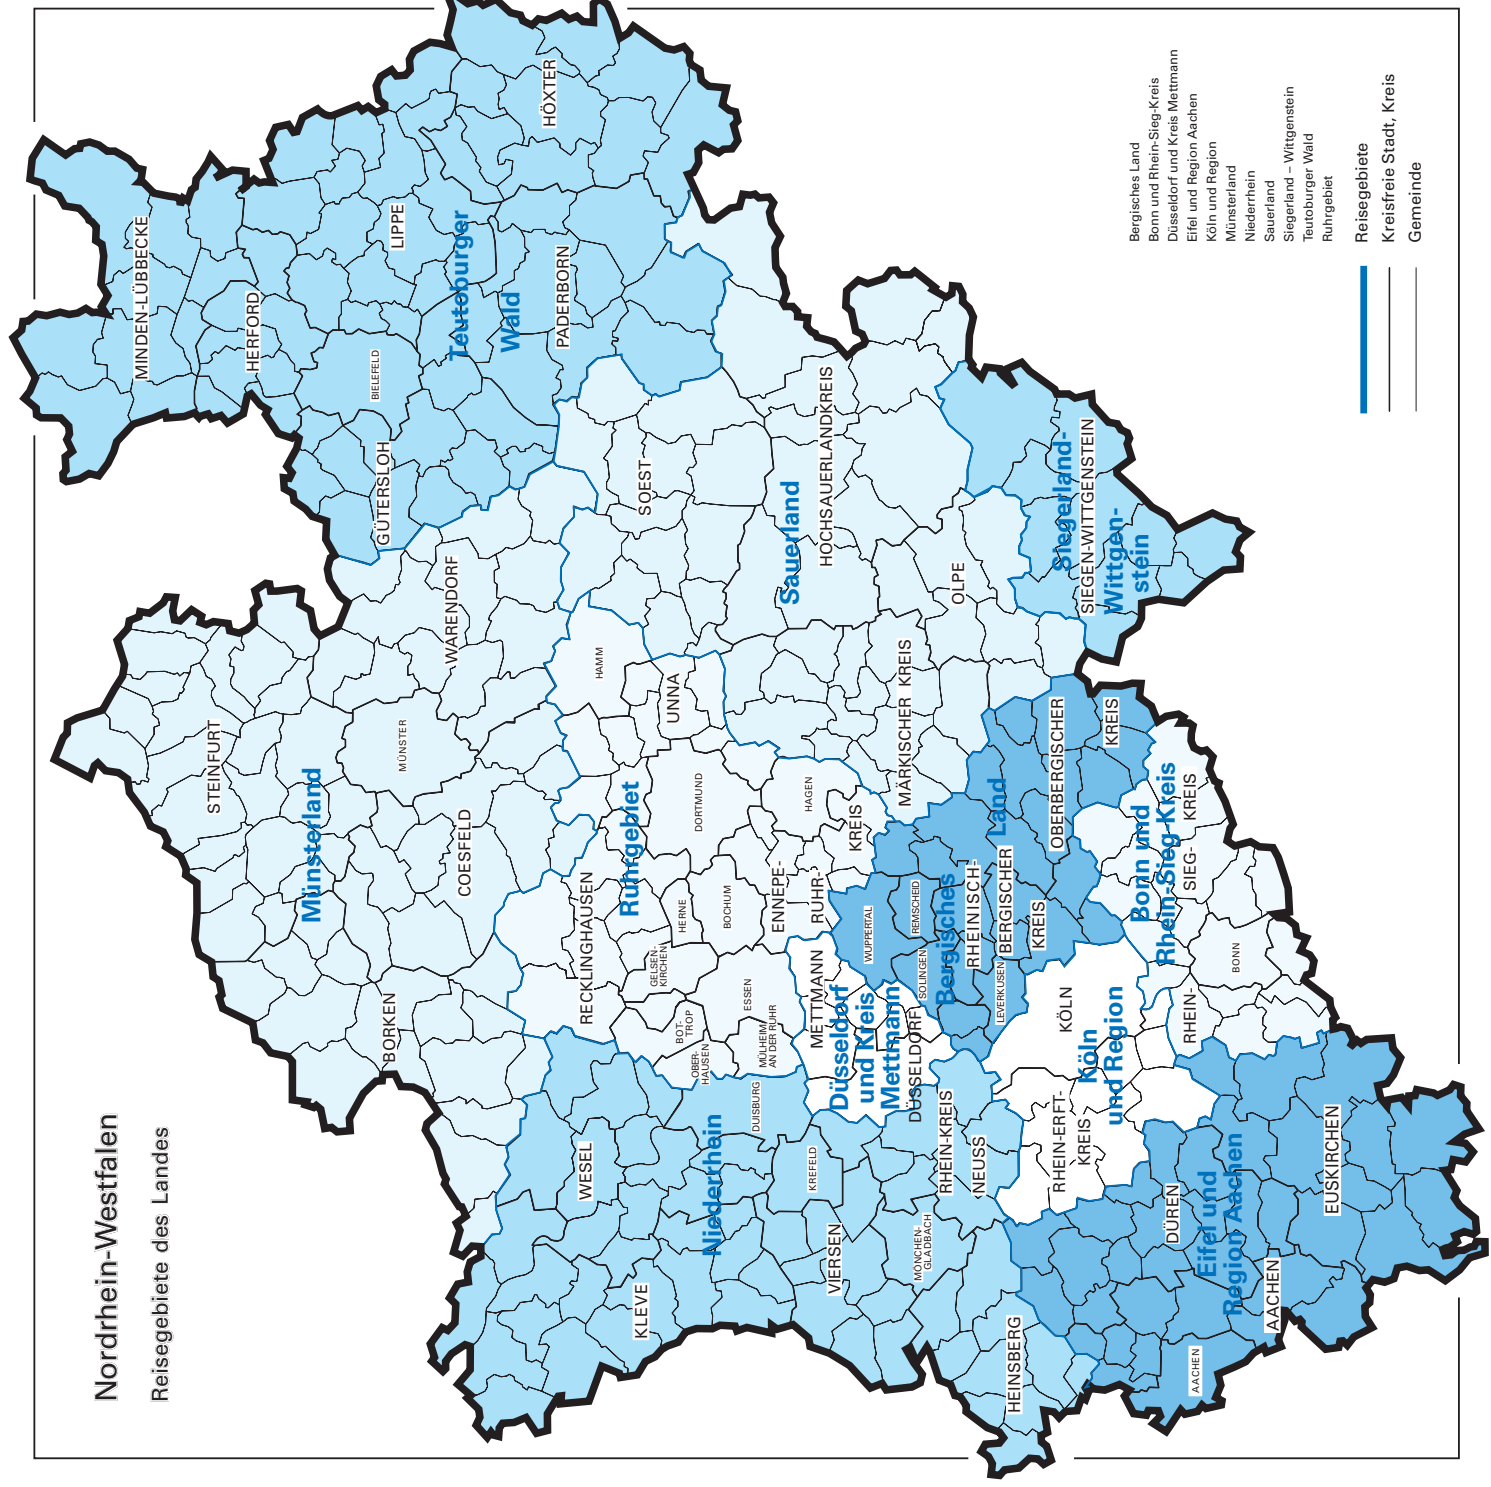 Nordrhein-Westfalen
Reisegebiete des Landes
MINDEN-LÜBBECKE
HERFORD
LIPPE
BIELEFELD
HÖXTER
Teutoburger
Wald
PADERBORN
GÜTERSLOH
STEINFURT
Münsterland
MÜNSTER
WARENDORF
COESFELD
BORKEN
SOEST
Sauerland
HOCHSAUERLANDKREIS
OLPE
MÄRKISCHER KREIS
Siegerland-
Wittgen-
stein
SIEGEN-WITTGENSTEIN
HAMM
UNNA
Ruhrgebiet
RECKLINGHAUSEN
DORTMUND
HAGEN
ENNEPE-
RUHR-
KREIS
HERNE
BOCHUM
GELSEN-
KIRCHEN
BOT-
TROP
OBER-
HAUSEN
ESSEN
MÜLHEIM
AN DER RUHR
WESEL
DUISBURG
KLEVE
Niederrhein
KREFELD
VIERSEN
MÖNCHEN-
GLADBACH
RHEIN-KREIS
NEUSS
HEINSBERG
METTMANN
Düsseldorf
und Kreis
Mettmann
DÜSSELDORF
WUPPERTAL
REMSCHEID
SOLINGEN
Bergisches
Land
RHEINISCH-
BERGISCHER
KREIS
LEVERKUSEN
OBERBERGISCHER
KREIS
KÖLN
Köln
und Region
RHEIN-ERFT-
KREIS
Bonn und
Rhein-Sieg-Kreis
RHEIN-
SIEG-
KREIS
BONN
DÜREN
Eifel und
Region Aachen
AACHEN
AACHEN
EUSKIRCHEN
Bergisches Land
Bonn und Rhein-Sieg-Kreis
Düsseldorf und Kreis Mettmann
Eifel und Region Aachen
Köln und Region
Münsterland
Niederrhein
Sauerland
Siegerland – Wittgenstein
Teutoburger Wald
Ruhrgebiet
Reisegebiete
Kreisfreie Stadt, Kreis
Gemeinde